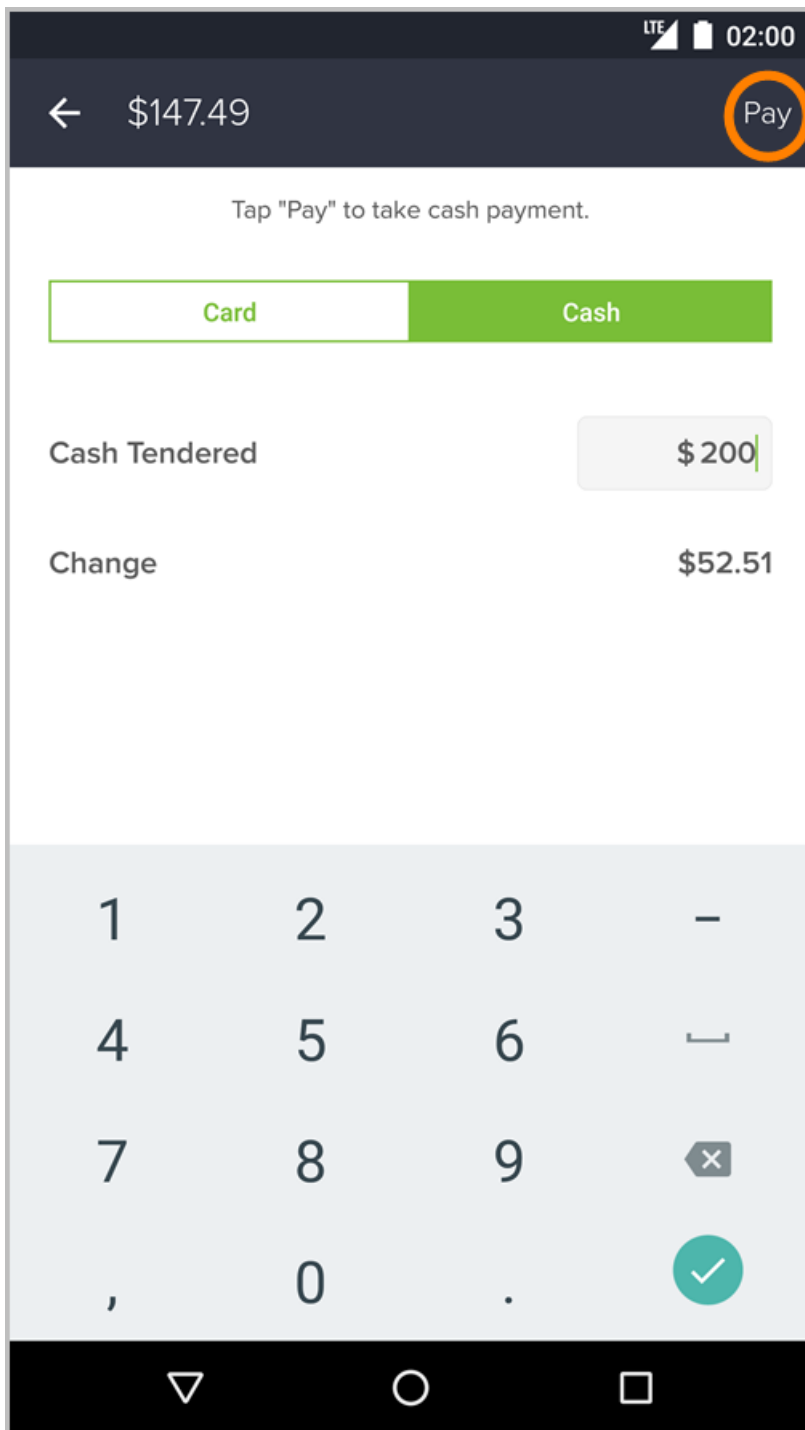 LTE 02:00
$147.49 Pay
Tap "Pay" to take cash payment.
Card Cash
Cash Tendered $200
Change $52.51
1 2 3 –
4 5 6
7 8 9
, 0 .